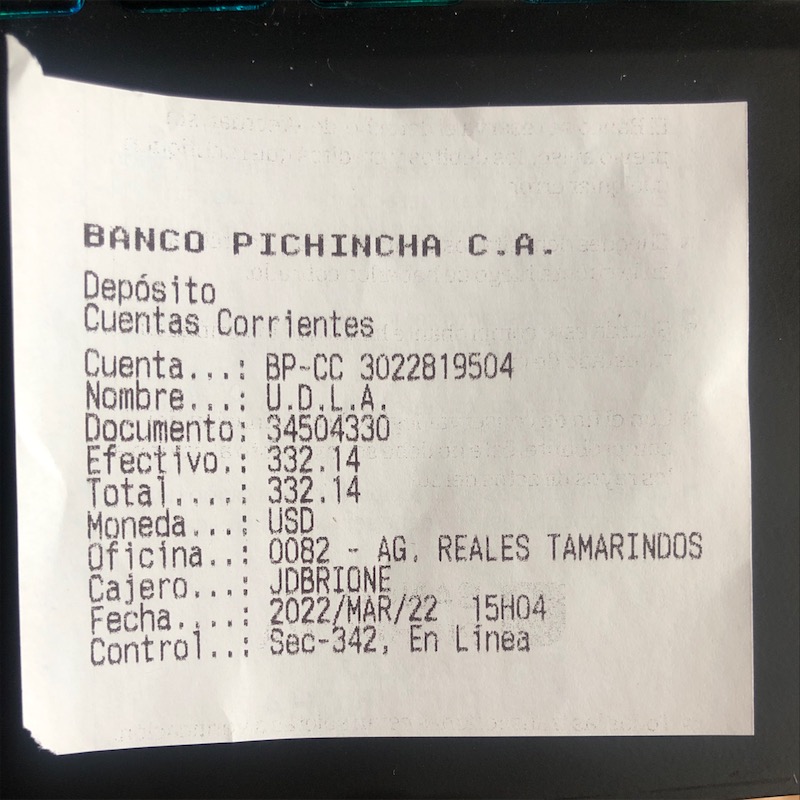 BANCO PICHINCHA C.A.
Depósito
Cuentas Corrientes
Cuenta...: BP-CC 3022819504
Nombre...: U.D.L.A.
Documento: 34504330
Efectivo.: 332.14
Total....: 332.14
Moneda...: USD
Oficina..: 0082 - AG. REALES TAMARINDOS
Cajero...: JDBRIONE
Fecha....: 2022/MAR/22 15H04
Control..: Sec-342, En Línea